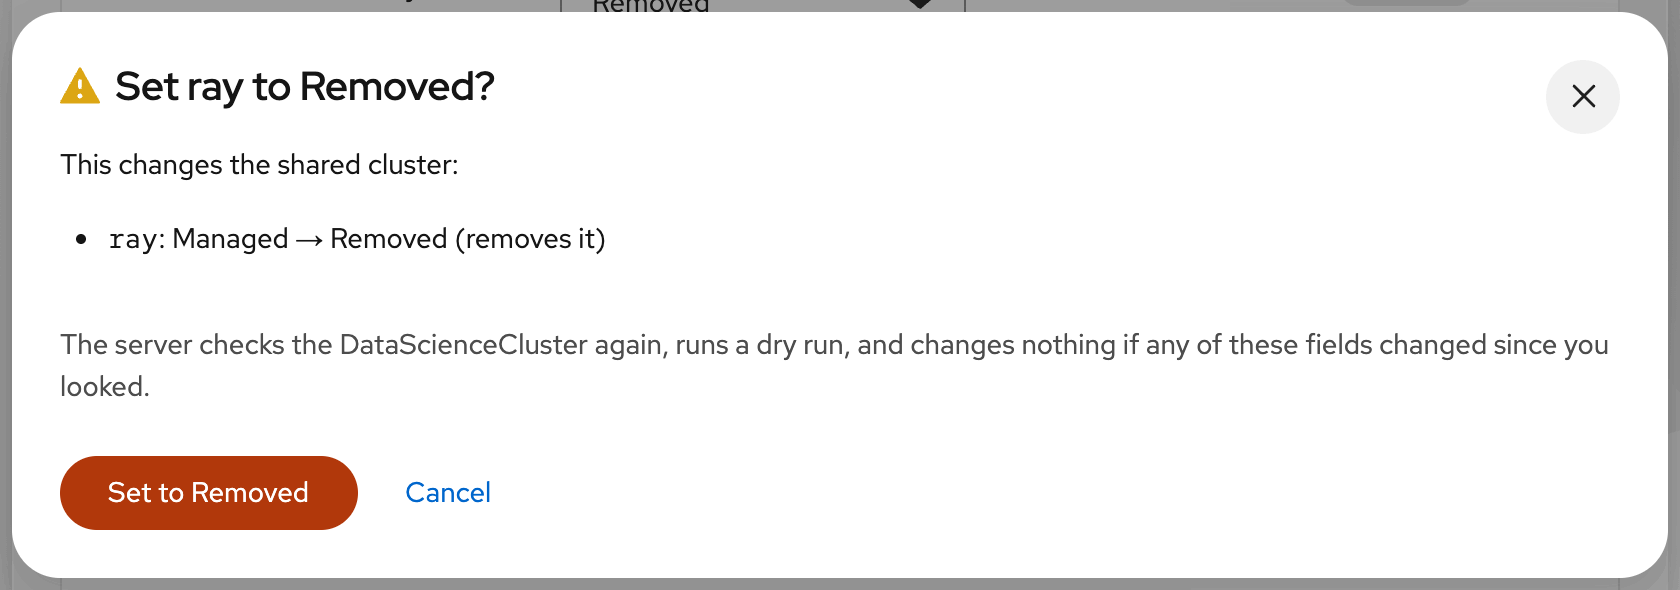 Removed
Set ray to Removed?
This changes the shared cluster:
• ray: Managed → Removed (removes it)
The server checks the DataScienceCluster again, runs a dry run, and changes nothing if any of these fields changed since you
looked.
Set to Removed
Cancel